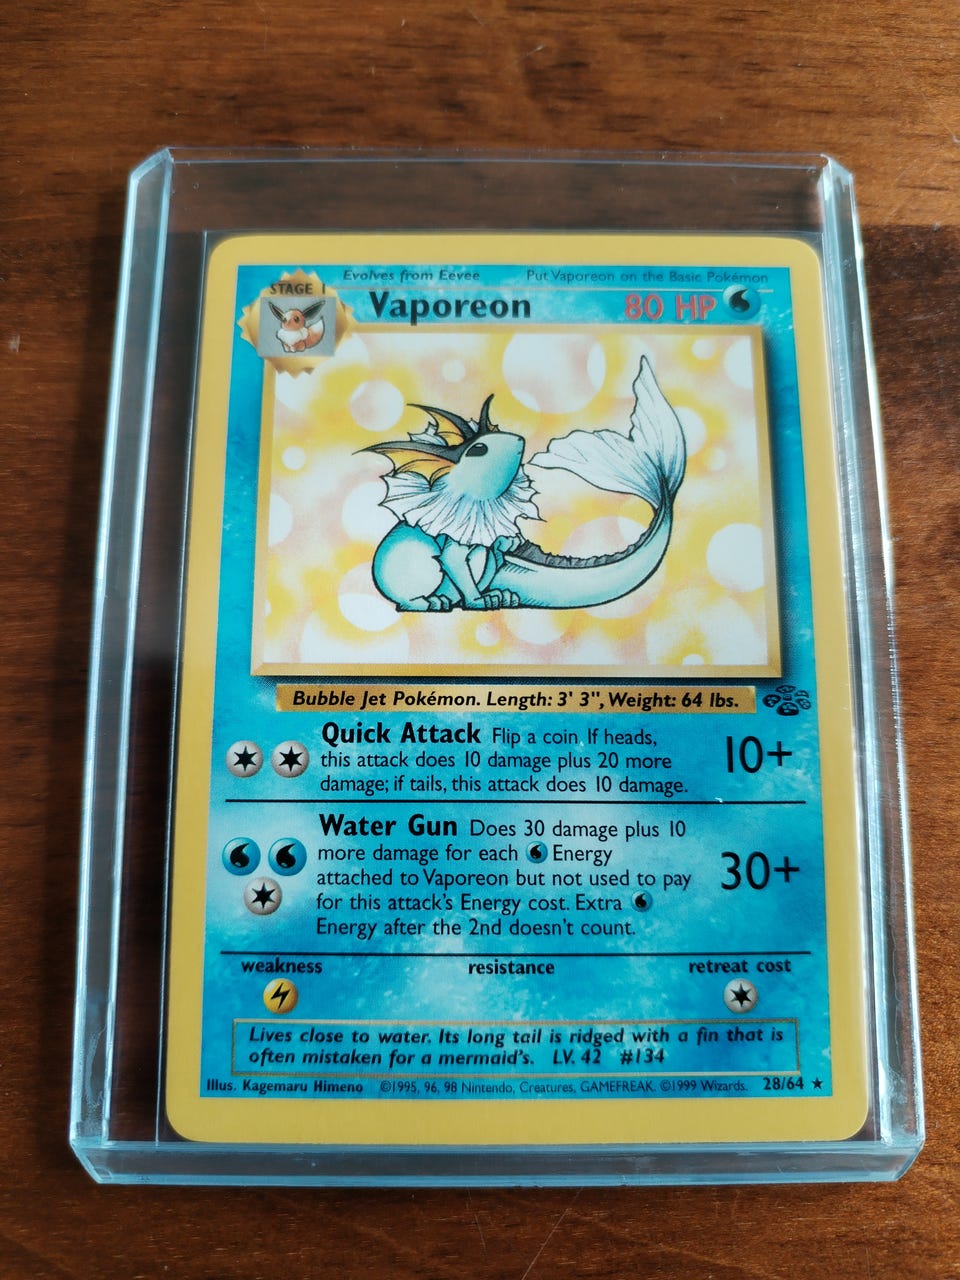 Evolves from Eevee Put Vaporeon on the Basic Pokémon
STAGE 1 Vaporeon 80 HP
Bubble Jet Pokémon. Length: 3' 3", Weight: 64 lbs.
Quick Attack Flip a coin. If heads,
this attack does 10 damage plus 20 more
damage; if tails, this attack does 10 damage.
10+
Water Gun Does 30 damage plus 10
more damage for each Energy
attached to Vaporeon but not used to pay
for this attack's Energy cost. Extra
Energy after the 2nd doesn't count.
30+
weakness resistance retreat cost
Lives close to water. Its long tail is ridged with a fin that is
often mistaken for a mermaid's. LV. 42 #134
Illus. Kagemaru Himeno ©1995, 96, 98 Nintendo, Creatures, GAMEFREAK. ©1999 Wizards. 28/64 ★